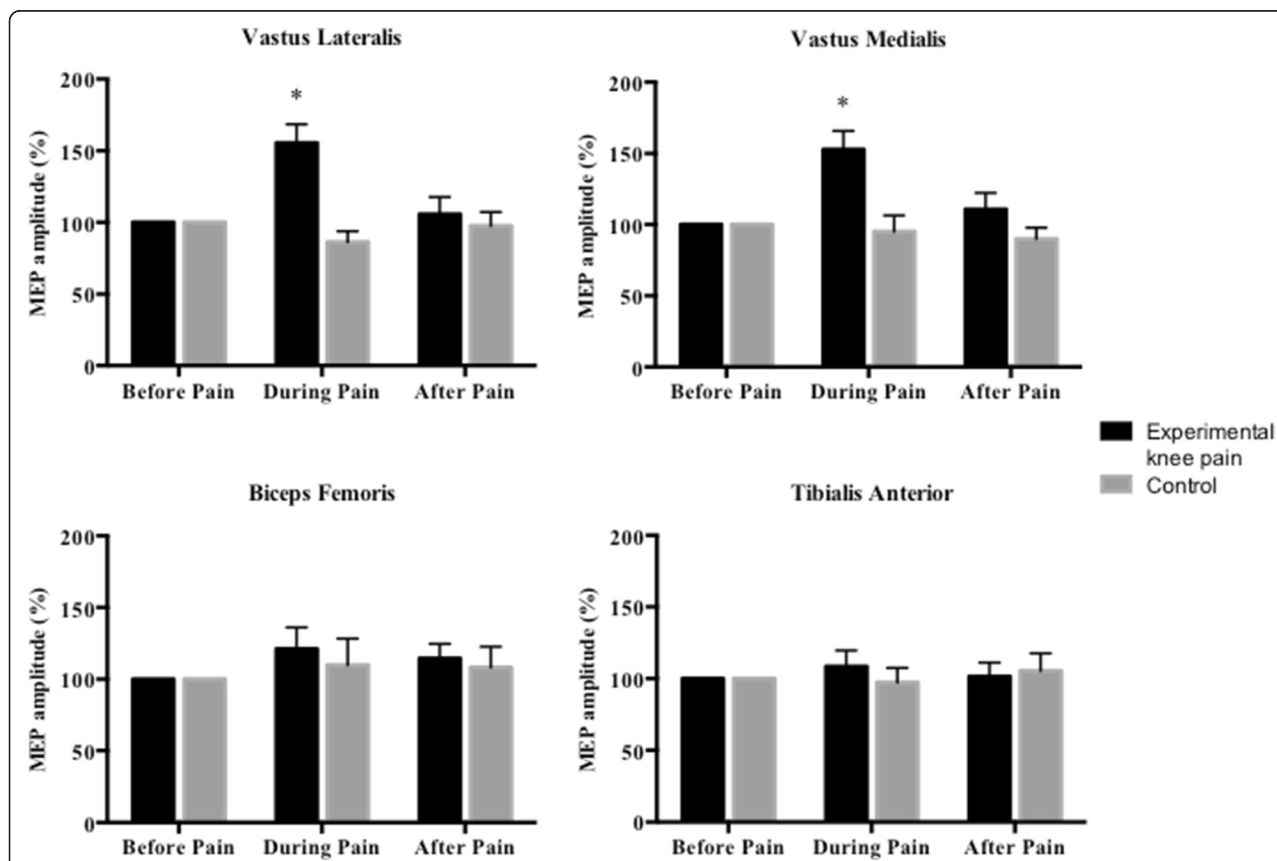 Vastus Lateralis
MEP amplitude (%)
200
*
150
100
50
0
Before Pain During Pain After Pain
Vastus Medialis
MEP amplitude (%)
200
*
150
100
50
0
Before Pain During Pain After Pain
Experimental
knee pain
Control
Biceps Femoris
MEP amplitude (%)
200
150
100
50
0
Before Pain During Pain After Pain
Tibialis Anterior
MEP amplitude (%)
200
150
100
50
0
Before Pain During Pain After Pain